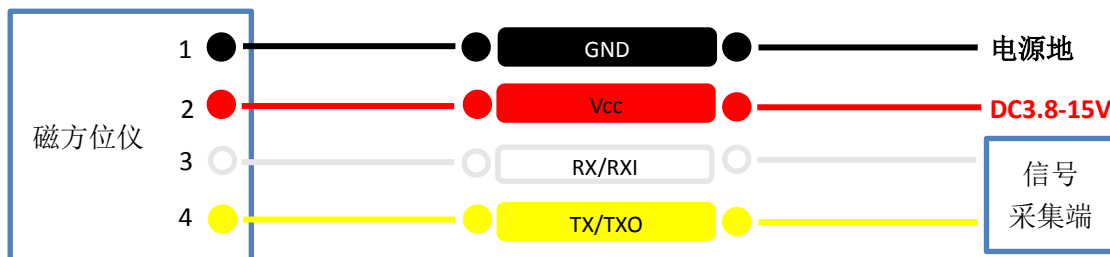 磁方位仪
1
GND
电源地
2
Vcc
DC3.8-15V
3
RX/RXI
4
TX/TXO
信号
采集端